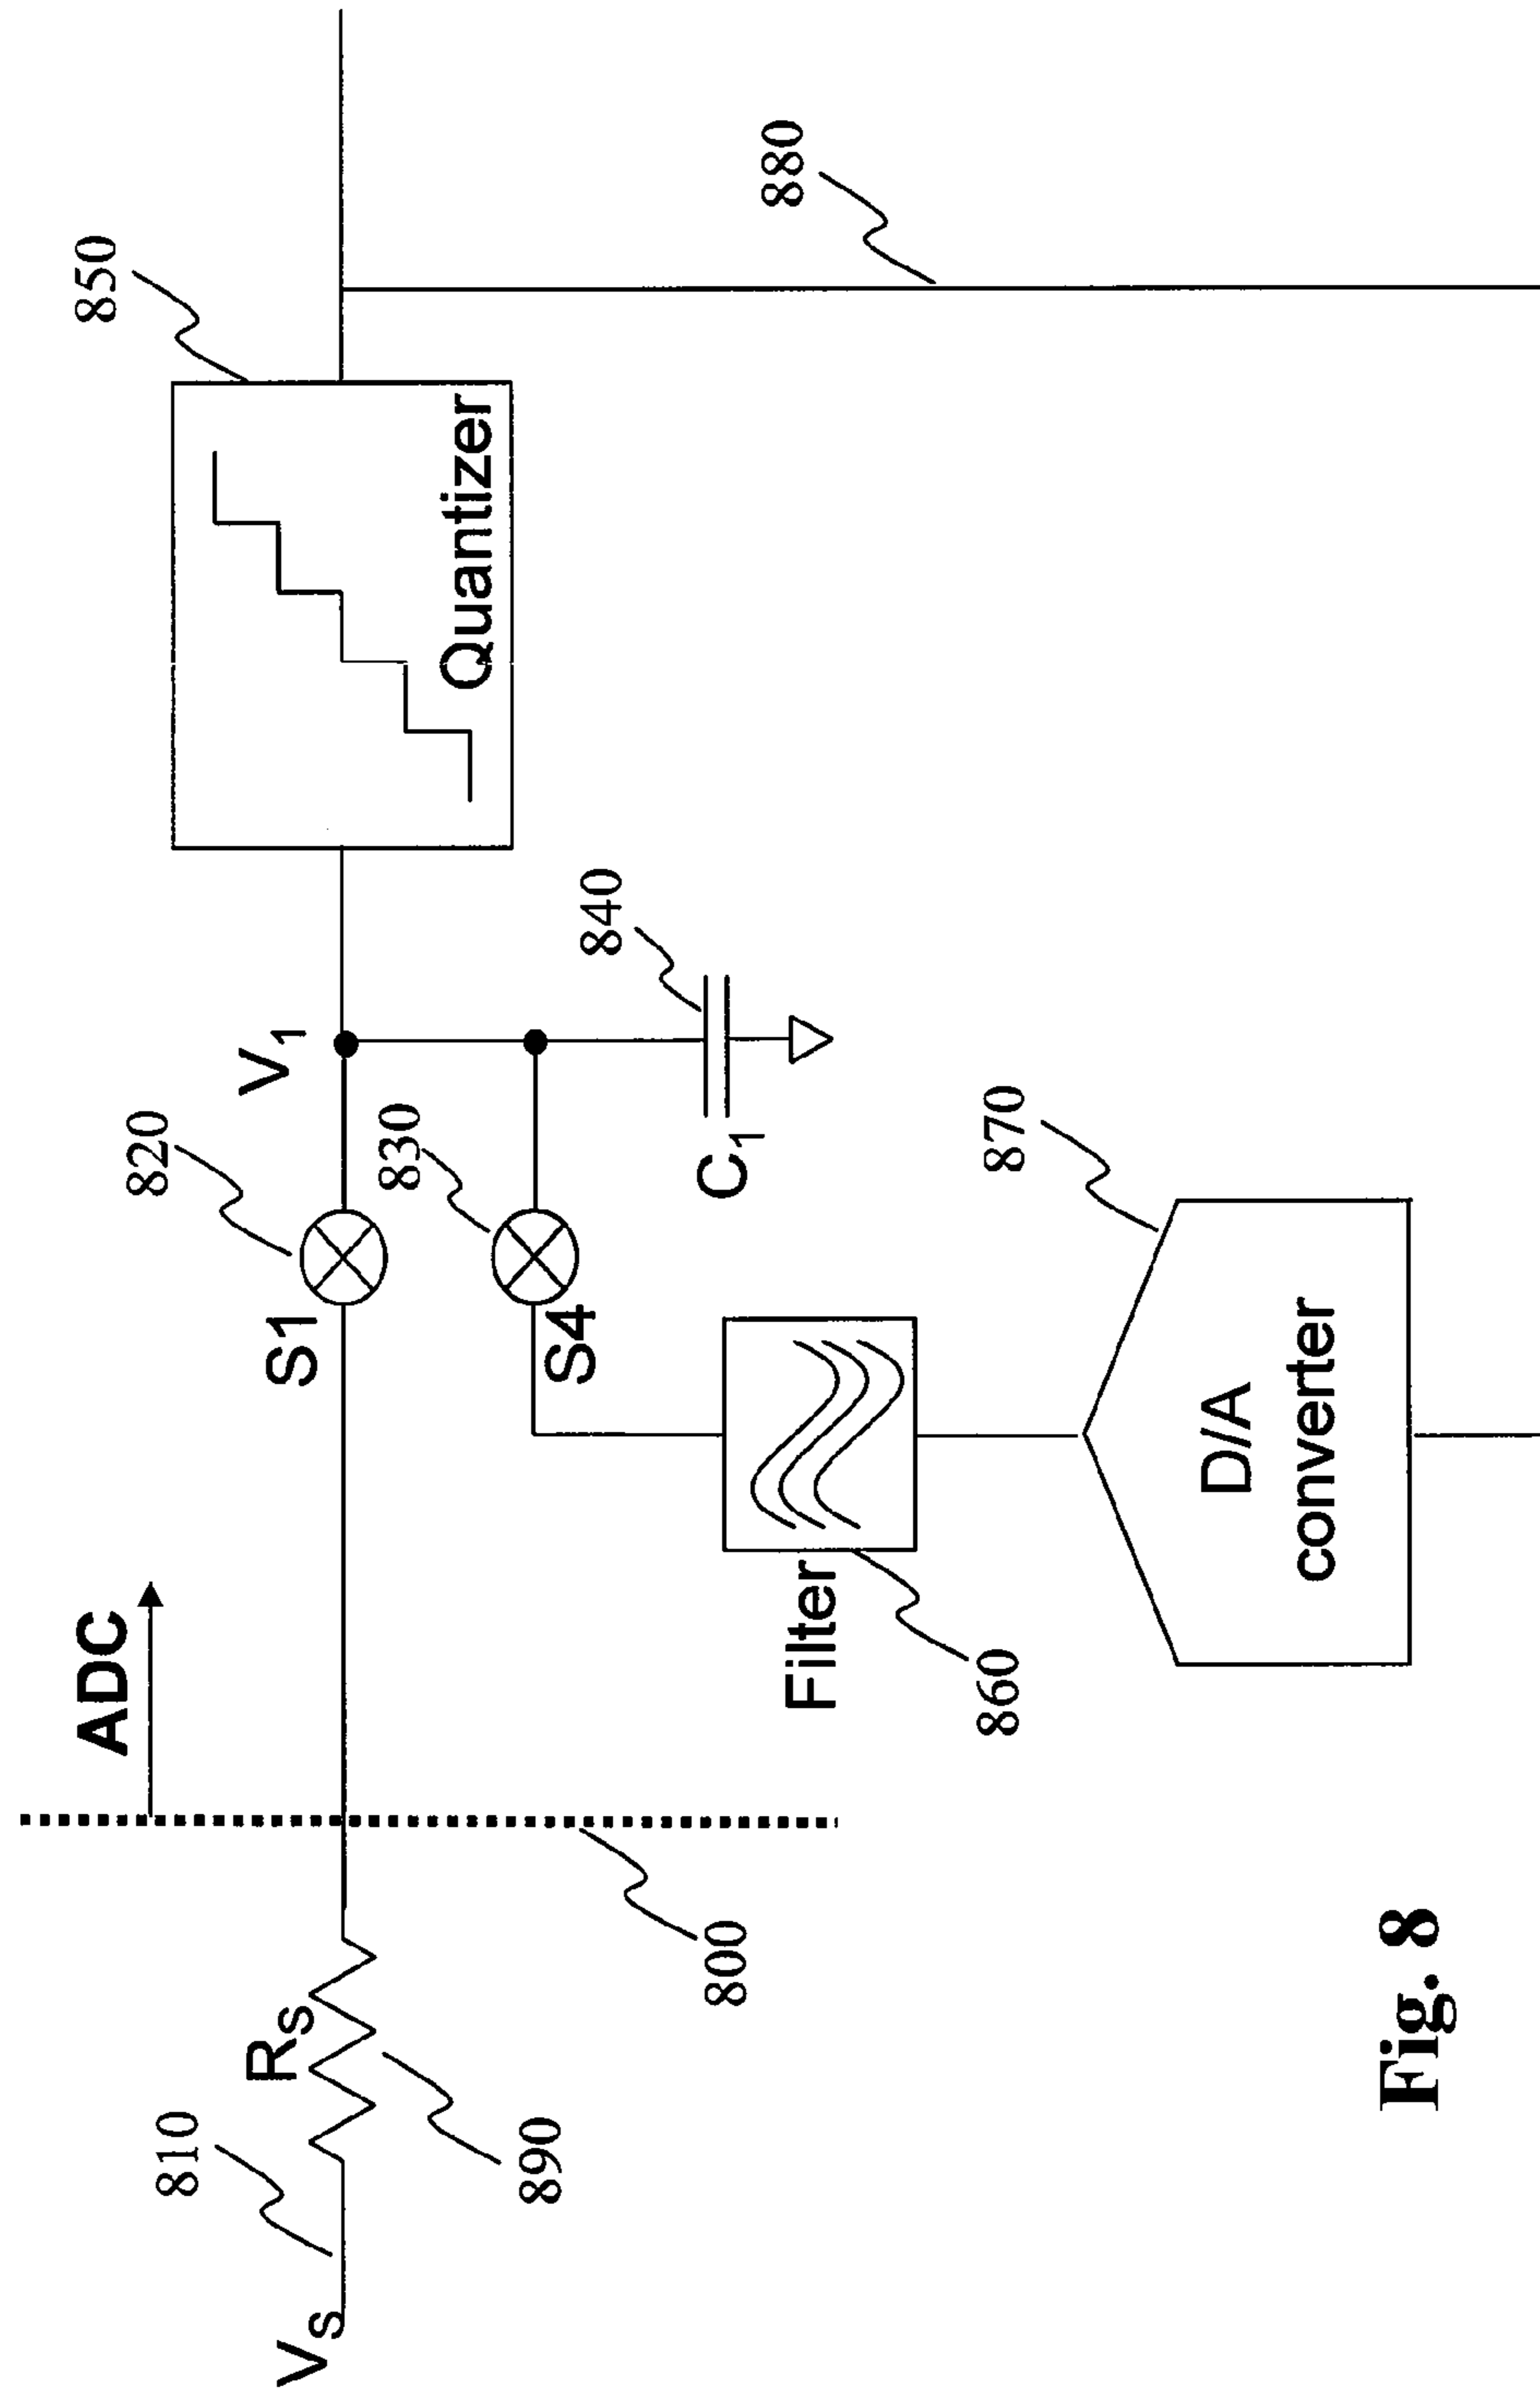 ADC
850
820
810
V1
S1
RS
VS
880
830
Quantizer
S4
890
840
C1
800
Filter
860
870
D/A
converter
Fig. 8